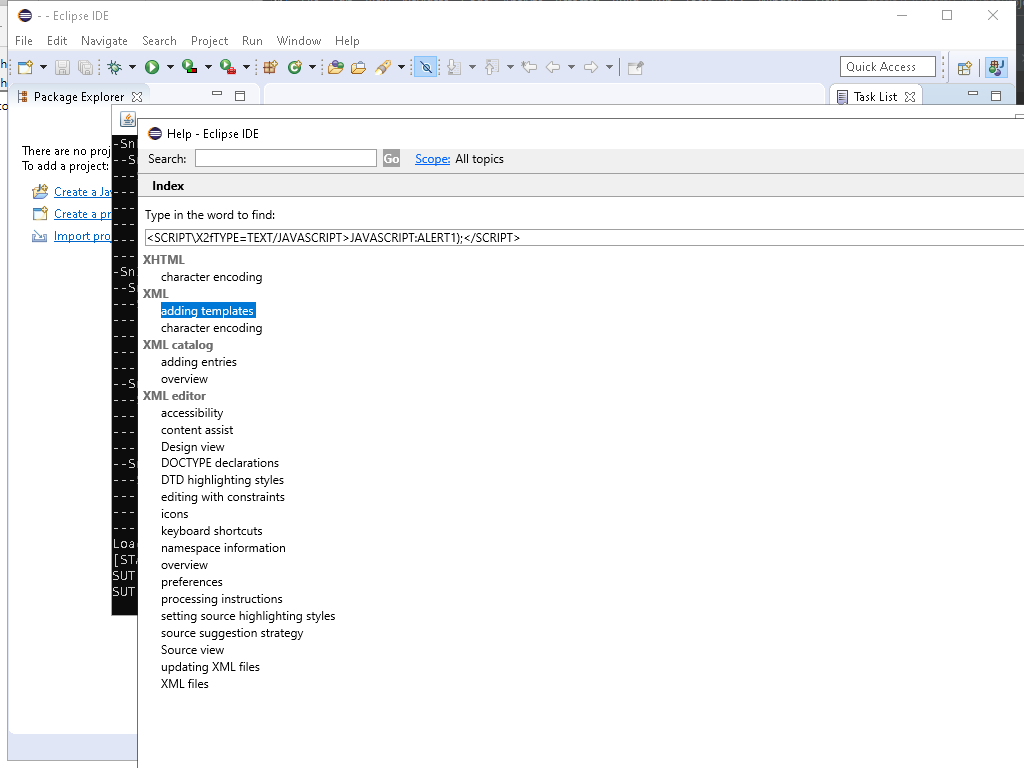 - - Eclipse IDE
File Edit Navigate Search Project Run Window Help
Quick Access
Package Explorer
Task List
There are no proj
To add a project:
Create a Ja
Create a pr
Import pro
Help - Eclipse IDE
Search:
Go
Scope: All topics
Index
Type in the word to find:
<SCRIPT\X2fTYPE=TEXT/JAVASCRIPT>JAVASCRIPT:ALERT1);</SCRIPT>
XHTML
character encoding
XML
adding templates
character encoding
XML catalog
adding entries
overview
XML editor
accessibility
content assist
Design view
DOCTYPE declarations
DTD highlighting styles
editing with constraints
icons
keyboard shortcuts
namespace information
overview
preferences
processing instructions
setting source highlighting styles
source suggestion strategy
Source view
updating XML files
XML files
-Sn
--S
---
---
---
---
---
-Sn
--S
---
---
---
---
--S
---
---
---
--S
---
---
---
Loa
[ST
SUT
SUT